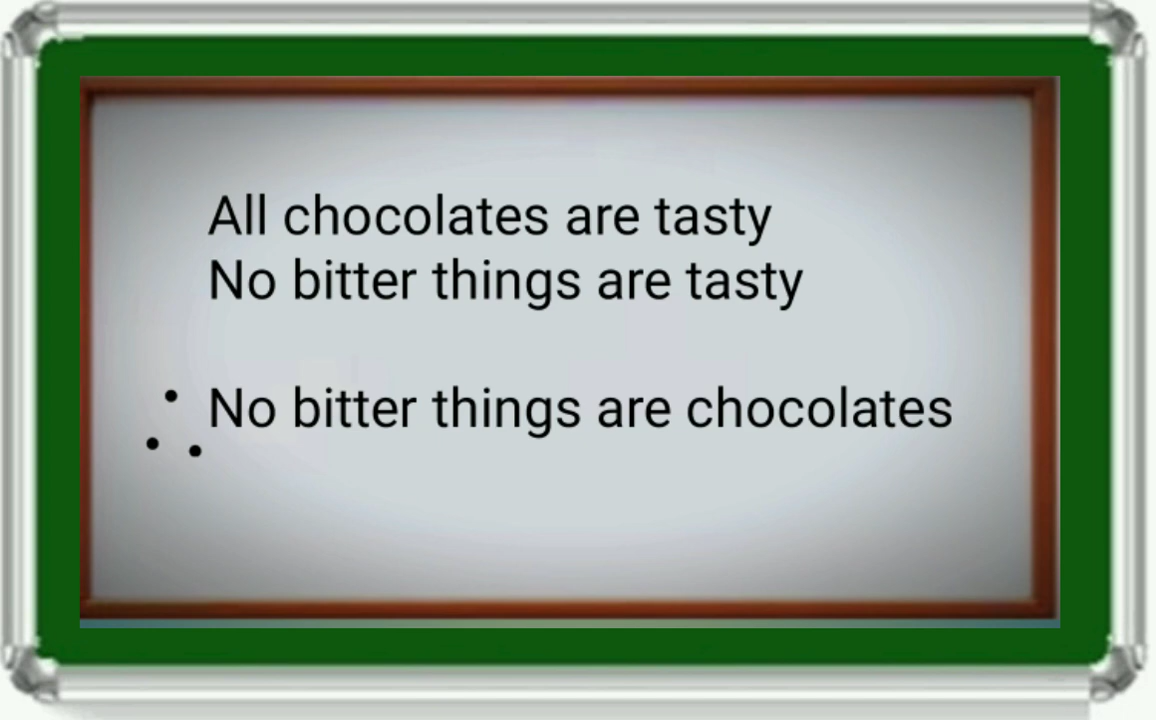 All chocolates are tasty
No bitter things are tasty
∴ No bitter things are chocolates